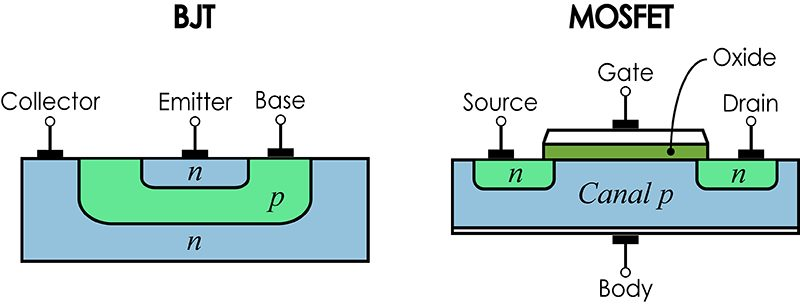 BJT
Collector
Emitter
Base
n
p
n
MOSFET
Oxide
Gate
Source
Drain
n
n
Canal p
Body